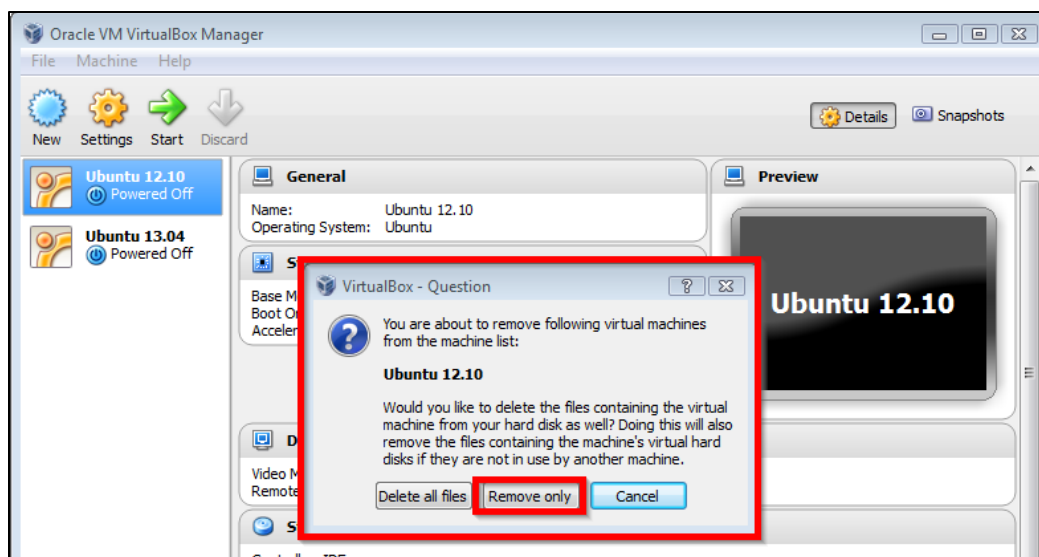 Oracle VM VirtualBox Manager
File Machine Help
New Settings Start Discard
Details Snapshots
Ubuntu 12.10
Powered Off
Ubuntu 13.04
Powered Off
General
Name: Ubuntu 12.10
Operating System: Ubuntu
Preview
Ubuntu 12.10
S
Base M
Boot O
Acceler
VirtualBox - Question
You are about to remove following virtual machines
from the machine list:
Ubuntu 12.10
Would you like to delete the files containing the virtual
machine from your hard disk as well? Doing this will also
remove the files containing the machine's virtual hard
disks if they are not in use by another machine.
Delete all files Remove only Cancel
D
Video M
Remote
S